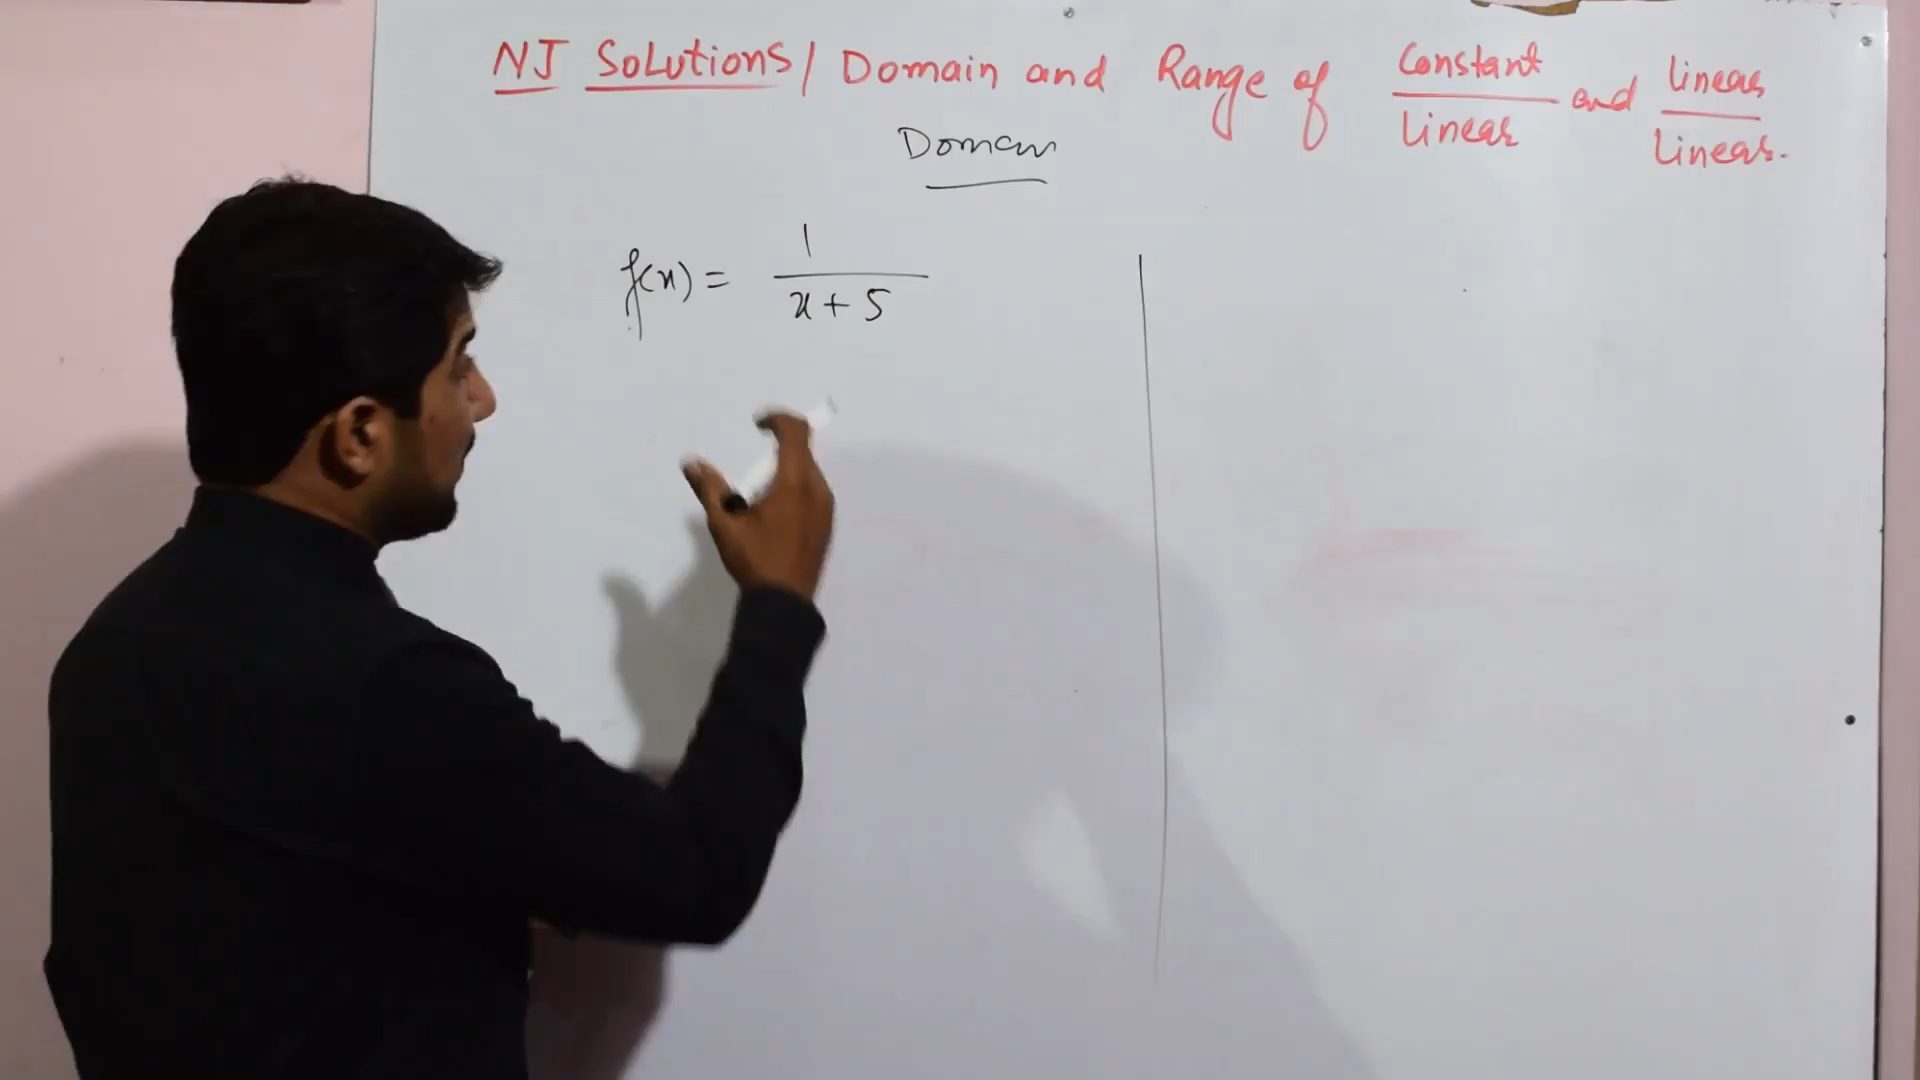 NJ Solutions / Domain and Range of Constant/Linear and Linear/Linear.
Domain
f(x) = 1/(x + 5)